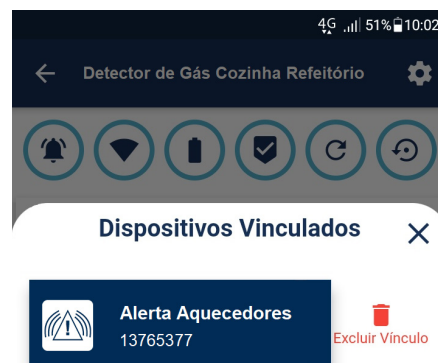 4G 51% 10:02
Detector de Gás Cozinha Refeitório
Dispositivos Vinculados
Alerta Aquecedores
13765377
Excluir Vínculo